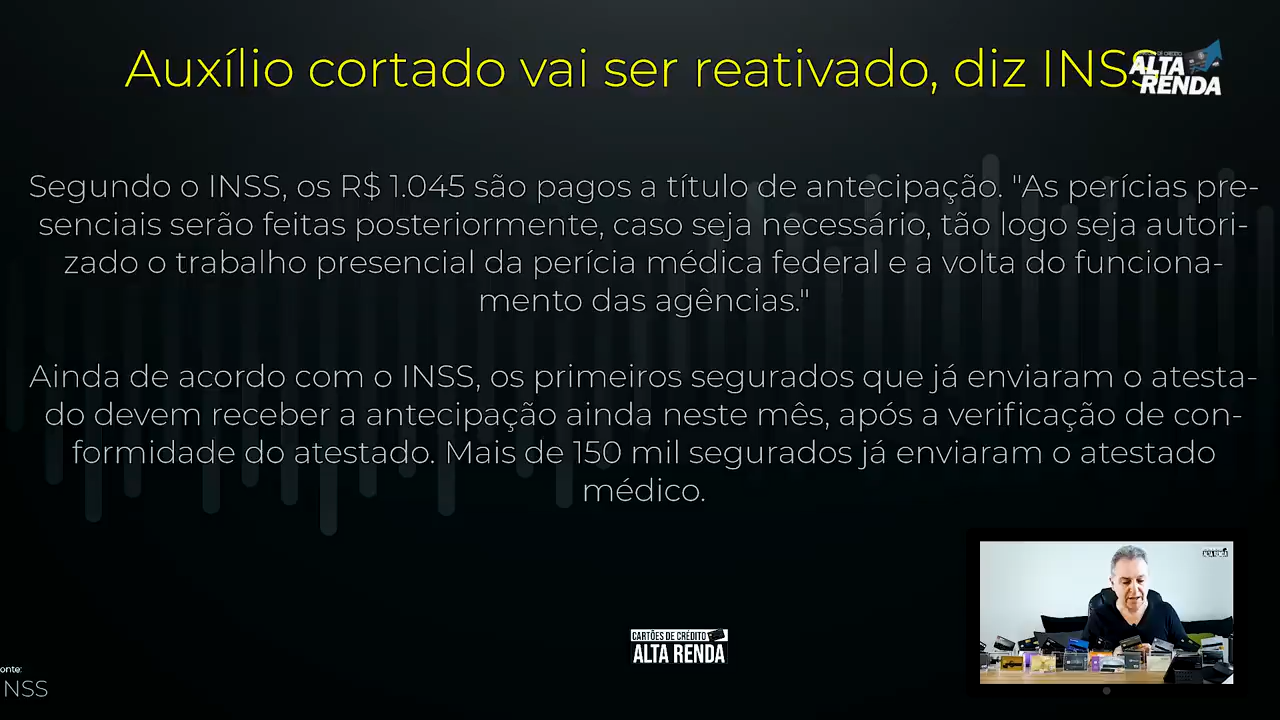 Auxílio cortado vai ser reativado, diz INSS
ALTA
RENDA
Segundo o INSS, os R$ 1.045 são pagos a título de antecipação. "As perícias pre-
senciais serão feitas posteriormente, caso seja necessário, tão logo seja autori-
zado o trabalho presencial da perícia médica federal e a volta do funciona-
mento das agências."
Ainda de acordo com o INSS, os primeiros segurados que já enviaram o atesta-
do devem receber a antecipação ainda neste mês, após a verificação de con-
formidade do atestado. Mais de 150 mil segurados já enviaram o atestado
médico.
CARTÕES DE CRÉDITO
ALTA RENDA
onte:
NSS